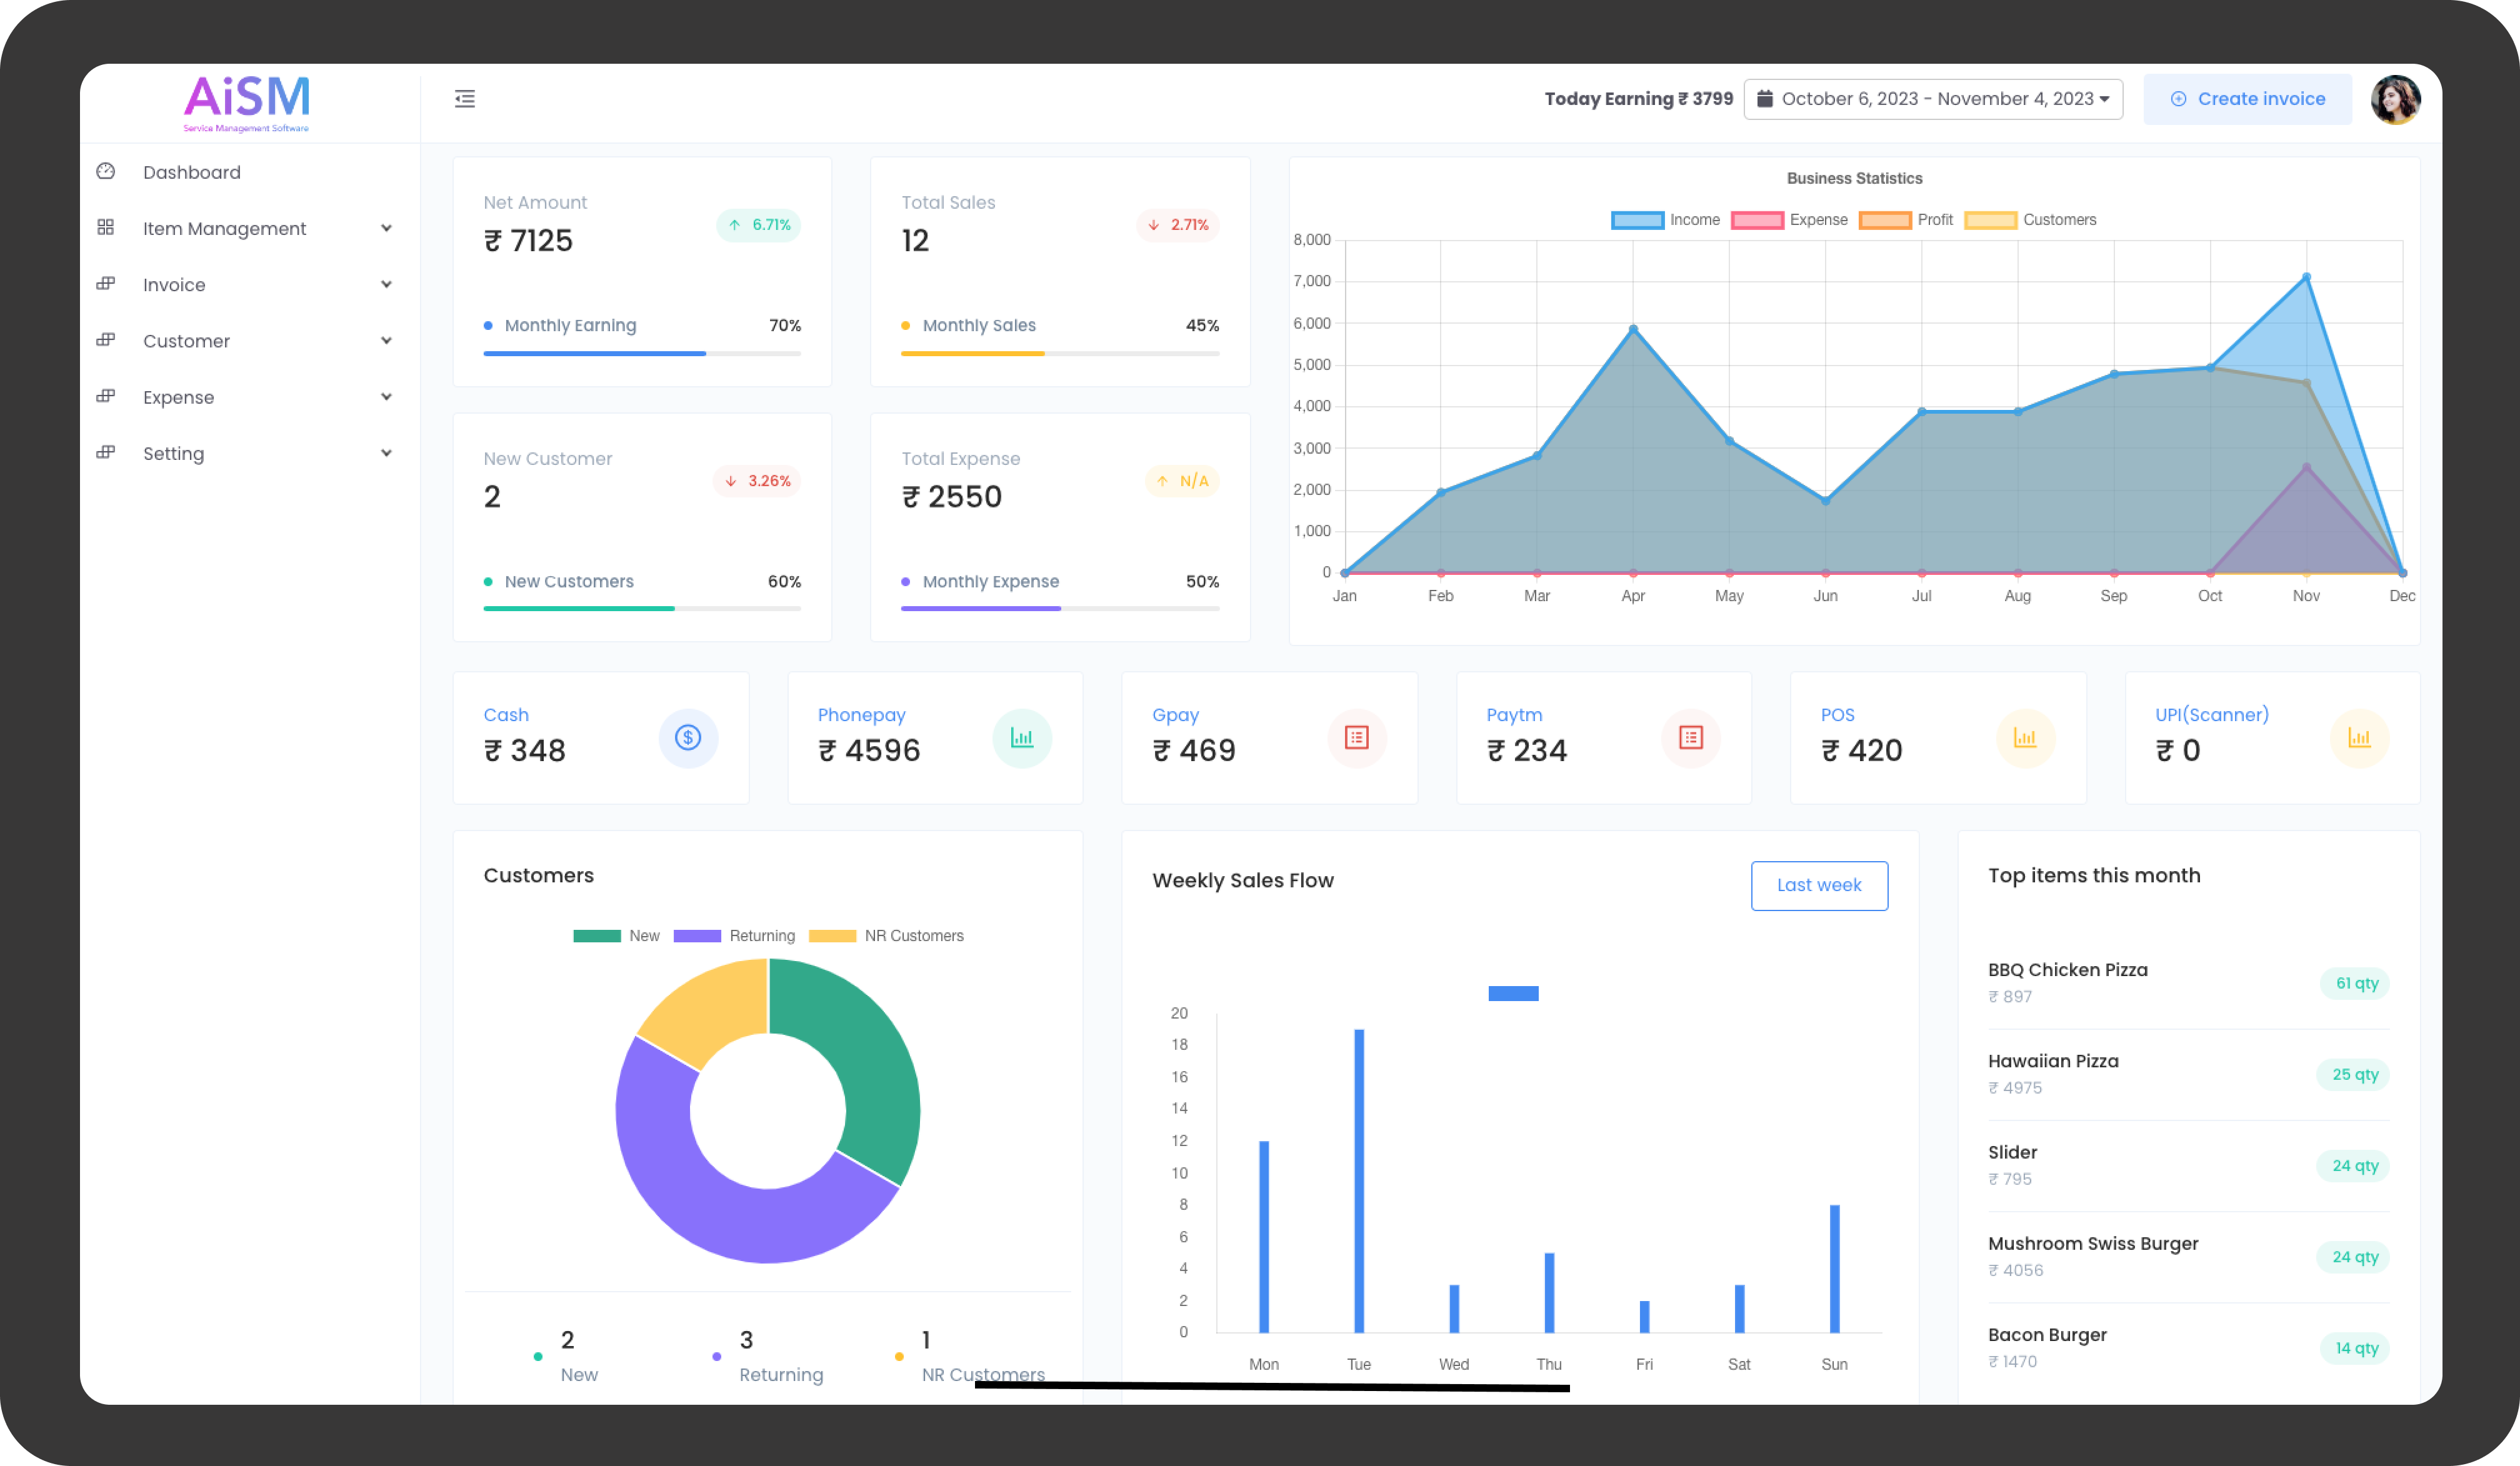 AiSM
Service Management Software
Today Earning ₹ 3799
October 6, 2023 - November 4, 2023
Create invoice
Dashboard
Item Management
Invoice
Customer
Expense
Setting
Net Amount
₹ 7125
6.71%
Monthly Earning 70%
Total Sales
12
2.71%
Monthly Sales 45%
New Customer
2
3.26%
New Customers 60%
Total Expense
₹ 2550
N/A
Monthly Expense 50%
Business Statistics
Income Expense Profit Customers
8,000
7,000
6,000
5,000
4,000
3,000
2,000
1,000
0
Jan Feb Mar Apr May Jun Jul Aug Sep Oct Nov Dec
Cash
₹ 348
Phonepay
₹ 4596
Gpay
₹ 469
Paytm
₹ 234
POS
₹ 420
UPI(Scanner)
₹ 0
Customers
New Returning NR Customers
2
New
3
Returning
1
NR Customers
Weekly Sales Flow
Last week
20
18
16
14
12
10
8
6
4
2
0
Mon Tue Wed Thu Fri Sat Sun
Top items this month
BBQ Chicken Pizza
₹ 897
61 qty
Hawaiian Pizza
₹ 4975
25 qty
Slider
₹ 795
24 qty
Mushroom Swiss Burger
₹ 4056
24 qty
Bacon Burger
₹ 1470
14 qty